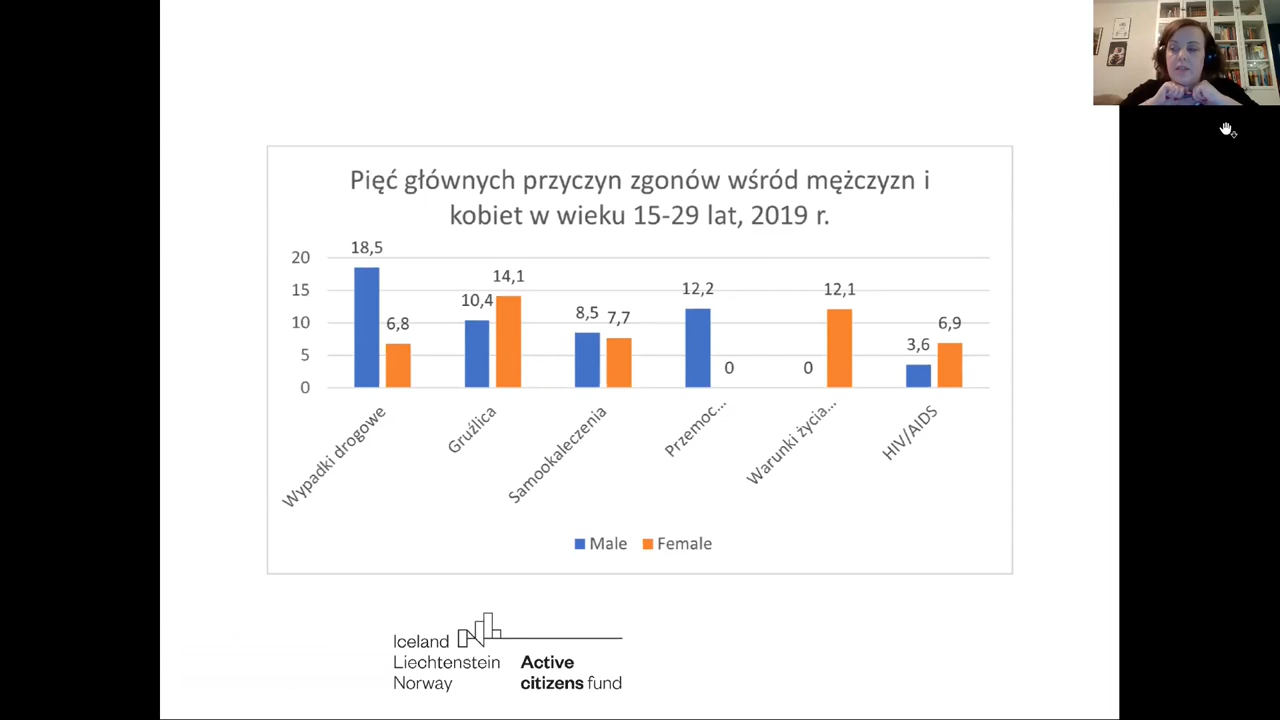 Pięć głównych przyczyn zgonów wśród mężczyzn i
kobiet w wieku 15-29 lat, 2019 r.
20
15
10
5
0
18,5
6,8
10,4
14,1
8,5
7,7
12,2
0
0
12,1
3,6
6,9
Wypadki drogowe
Gruźlica
Samookaleczenia
Przemoc...
Warunki życia...
HIV/AIDS
Male
Female
Iceland
Liechtenstein
Norway
Active
citizens fund